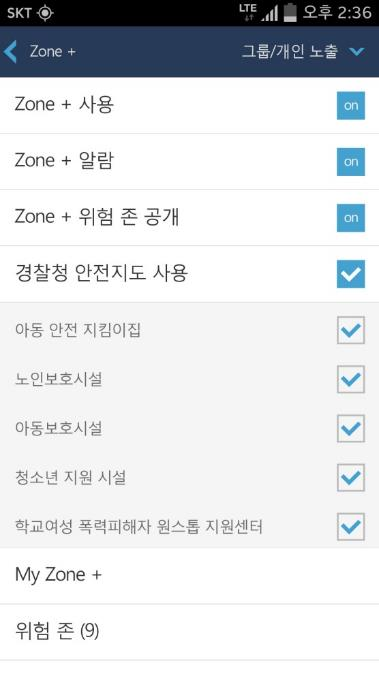 SKT LTE 오후 2:36
Zone + 그룹/개인 노출
Zone + 사용 on
Zone + 알람 on
Zone + 위험 존 공개 on
경찰청 안전지도 사용
아동 안전 지킴이집
노인보호시설
아동보호시설
청소년 지원 시설
학교여성 폭력피해자 원스톱 지원센터
My Zone +
위험 존 (9)